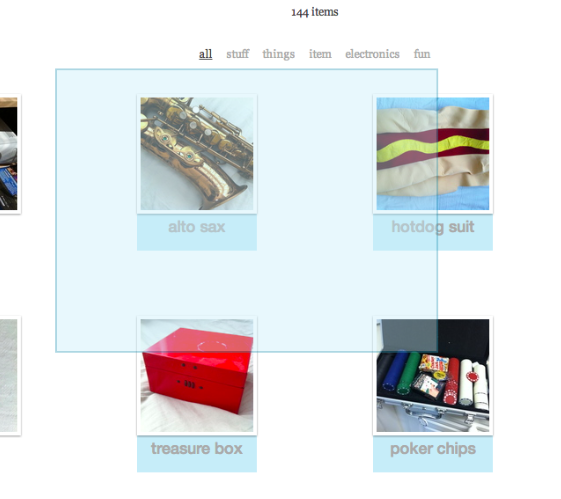 144 items
all stuff things item electronics fun
alto sax hotdog suit
treasure box poker chips